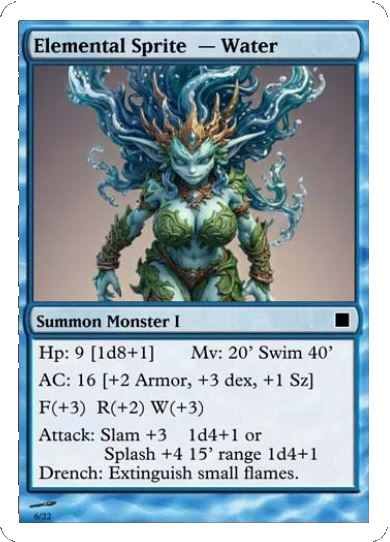 Elemental Sprite — Water
Summon Monster I
Hp: 9 [1d8+1] Mv: 20’ Swim 40’
AC: 16 [+2 Armor, +3 dex, +1 Sz]
F(+3) R(+2) W(+3)
Attack: Slam +3 1d4+1 or
Splash +4 15’ range 1d4+1
Drench: Extinguish small flames.
6/22